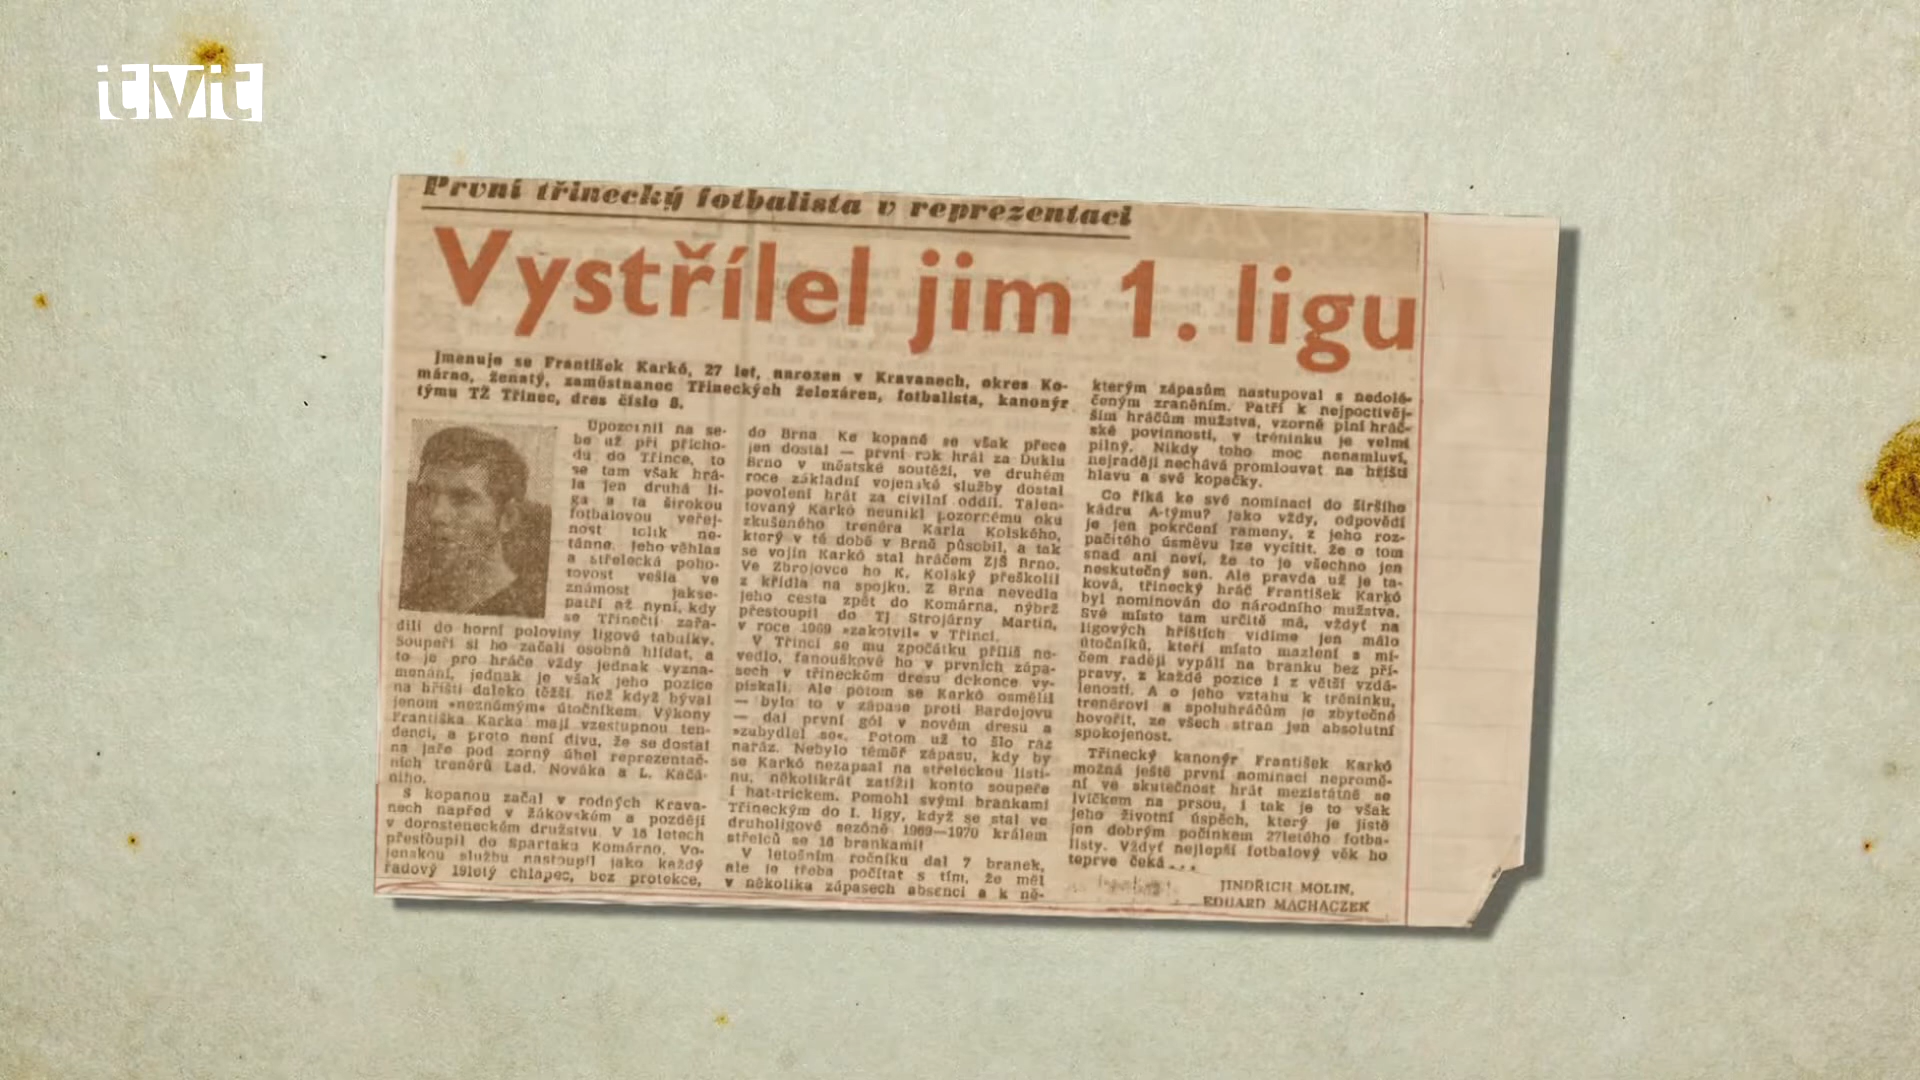 itvit
První třinecký fotbalista v reprezentaci
Vystřílel jim 1. ligu
Jmenuje se František Karkó, 27 let, narozen v Kravanech, okres Ko-
márno, ženatý, zaměstnanec Třineckých železáren, fotbalista, kanonýr
týmu TŽ Třinec, dres číslo 8.
Upozornil na se-
be už při přícho-
du do Třince, to
se tam však hrá-
la jen druhá li-
ga a ta širokou
fotbalovou veřej-
nost tolik ne-
tánne. Jeho věhlas
a střelecká poho-
tovost vešla ve
známost jakse-
patří až nyní, kdy
se Třinečtí zařa-
dili do horní poloviny ligové tabulky.
Soupeři si ho začali osobně hlídat, a
to je pro hráče vždy jednak vyzna-
menání, jednak je však jeho pozice
na hřišti daleko těžší, než když býval
jenom »neznámým« útočníkem. Výkony
Františka Karka mají vzestupnou ten-
denci, a proto není divu, že se dostal
na jaře pod zorný úhel reprezentač-
ních trenérů Lad. Nováka a L. Kačá-
niho.
S kopanou začal v rodných Krava-
nech napřed v žákovském a později
v dorosteneckém družstvu. V 18 letech
přestoupil do Spartaku Komárno. Vo-
jenskou službu nastoupil jako každý
řadový 19letý chlapec, bez protekce,
do Brna. Ke kopané se však přece
jen dostal — první rok hrál za Duklu
Brno v městské soutěži, ve druhém
roce základní vojenské služby dostal
povolení hrát za civilní oddíl. Talen-
tovaný Karkó neunikl pozornému oku
zkušeného trenéra Karla Kolského,
který v té době v Brně působil, a tak
se vojín Karkó stal hráčem ZJŠ Brno.
Ve Zbrojovce ho K. Kolský přeškolil
z křídla na spojku. Z Brna nevedla
jeho cesta zpět do Komárna, nýbrž
přestoupil do TJ Strojárny Martin,
v roce 1969 »zakotvil« v Třinci.
V Třinci se mu zpočátku příliš ne-
vedlo, fanouškové ho v prvních zápa-
sech v třineckém dresu dokonce vy-
pískali. Ale potom se Karkó osmělil
— bylo to v zápase proti Bardejovu
— dal první gól v novém dresu a
»zabydlel se«. Potom už to šlo ráz
naráz. Nebylo téměř zápasu, kdy by
se Karkó nezapsal na střeleckou listi-
nu, několikrát zatížil konto soupeře
i hat-trickem. Pomohl svými brankami
Třineckým do I. ligy, když se stal ve
druholigové sezóně 1969—1970 králem
střelců se 16 brankami!
V letošním ročníku dal 7 branek,
ale je třeba počítat s tím, že měl
v několika zápasech absenci a k ně-
kterým zápasům nastupoval s nedolé-
čeným zraněním. Patří k nejpoctivěj-
ším hráčům mužstva, vzorně plní hráč-
ské povinnosti, v tréninku je velmi
pilný. Nikdy toho moc nenamluví,
nejraději nechává promlouvat na hřišti
hlavu a své kopačky.
Co říká ke své nominaci do širšího
kádru A-týmu? Jako vždy, odpovědí
je jen pokrčení rameny, z jeho roz-
pačitého úsměvu lze vycítit, že o tom
snad ani neví, že to je všechno jen
neskutečný sen. Ale pravda už je ta-
ková, třinecký hráč František Karkó
byl nominován do národního mužstva.
Své místo tam určitě má, vždyť na
ligových hřištích vidíme jen málo
útočníků, kteří místo mazlení s mí-
čem raději vypálí na branku bez pří-
pravy, z každé pozice i z větší vzdá-
lenosti. A o jeho vztahu k tréninku,
trenérovi a spoluhráčům je zbytečné
hovořit, ze všech stran jen absolutní
spokojenost.
Třinecký kanonýr František Karkó
možná ještě první nominaci nepromě-
ní ve skutečnost hrát mezistátně se
lvíčkem na prsou, i tak je to však
jeho životní úspěch, který je jistě
jen dobrým počinkem 27letého fotba-
listy. Vždyť nejlepší fotbalový věk ho
teprve čeká...
JINDŘICH MOLIN,
EDUARD MACHACZEK